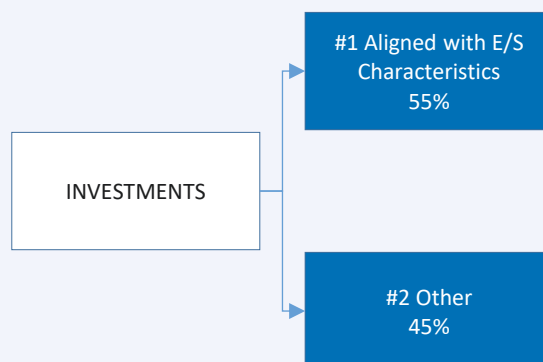 #1 Aligned with E/S
Characteristics
55%
INVESTMENTS
#2 Other
45%